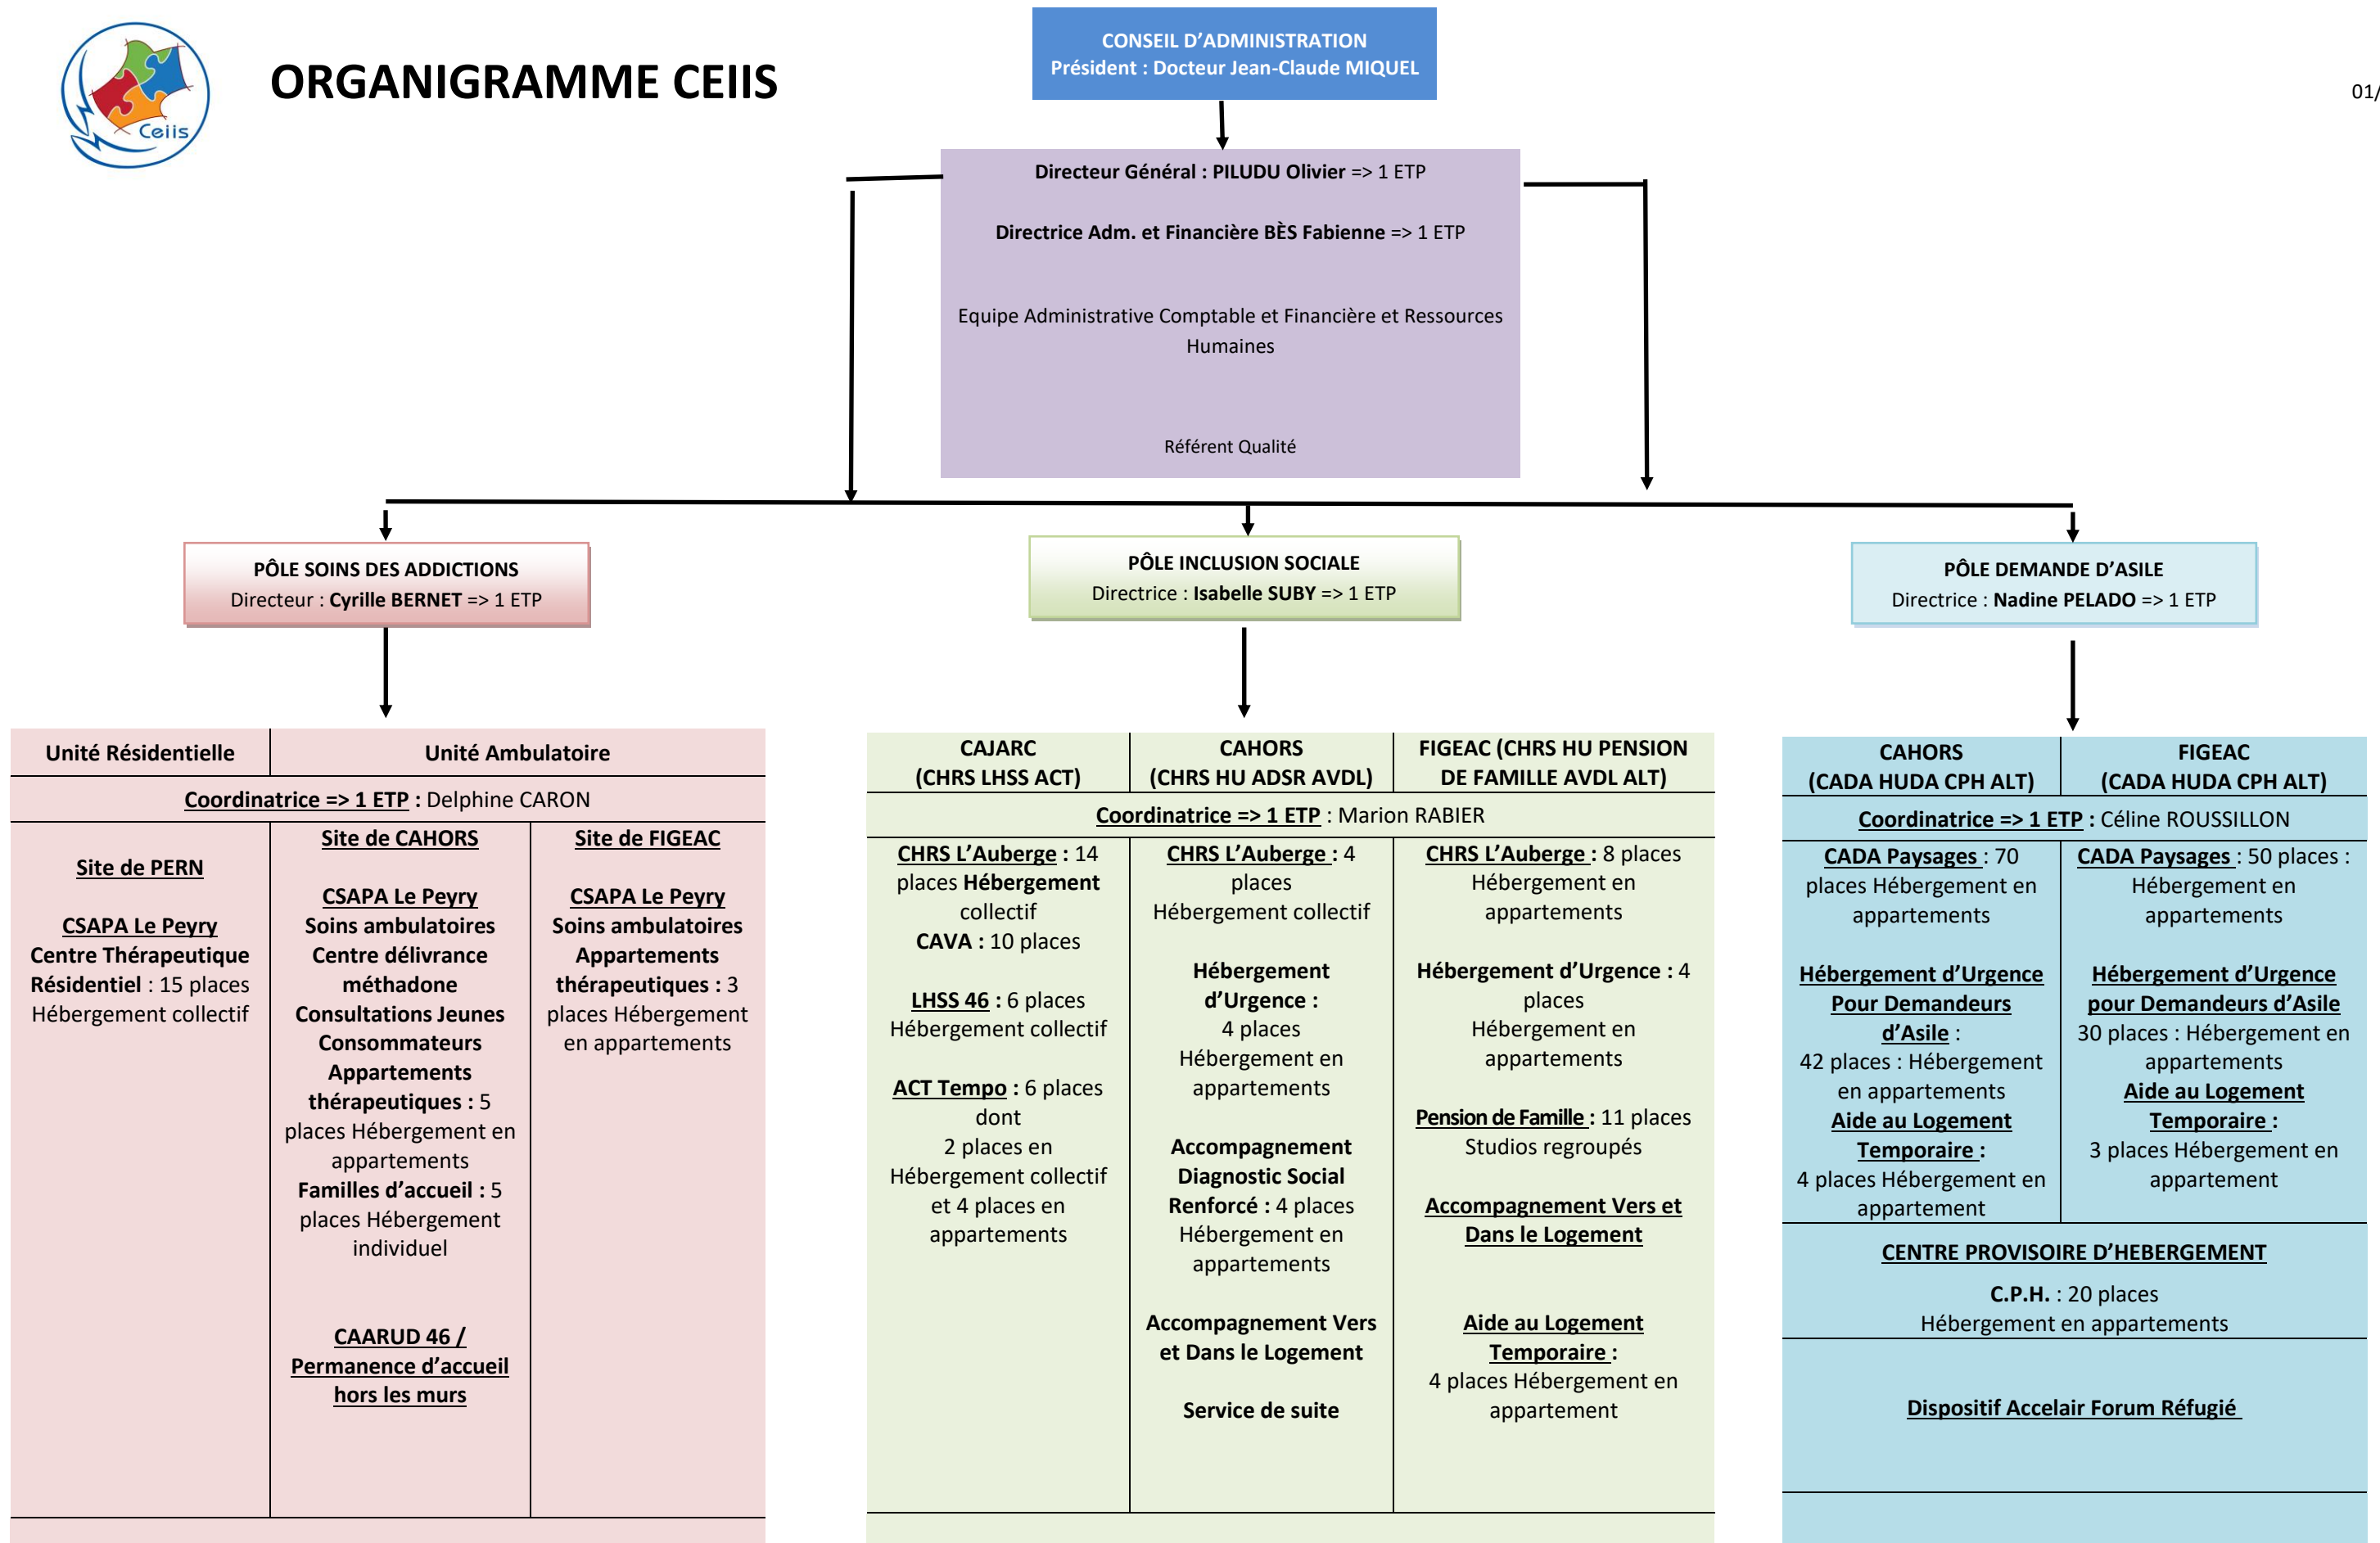 Ceiis
ORGANIGRAMME CEIIS
CONSEIL D’ADMINISTRATION
Président : Docteur Jean-Claude MIQUEL
01/
Directeur Général : PILUDU Olivier => 1 ETP
Directrice Adm. et Financière BÈS Fabienne => 1 ETP
Equipe Administrative Comptable et Financière et Ressources
Humaines
Référent Qualité
PÔLE SOINS DES ADDICTIONS
Directeur : Cyrille BERNET => 1 ETP
PÔLE INCLUSION SOCIALE
Directrice : Isabelle SUBY => 1 ETP
PÔLE DEMANDE D’ASILE
Directrice : Nadine PELADO => 1 ETP
Unité Résidentielle
Unité Ambulatoire
Coordinatrice => 1 ETP : Delphine CARON
Site de PERN
CSAPA Le Peyry
Centre Thérapeutique
Résidentiel : 15 places
Hébergement collectif
Site de CAHORS
CSAPA Le Peyry
Soins ambulatoires
Centre délivrance
méthadone
Consultations Jeunes
Consommateurs
Appartements
thérapeutiques : 5
places Hébergement en
appartements
Familles d’accueil : 5
places Hébergement
individuel
CAARUD 46 /
Permanence d’accueil
hors les murs
Site de FIGEAC
CSAPA Le Peyry
Soins ambulatoires
Appartements
thérapeutiques : 3
places Hébergement
en appartements
CAJARC
(CHRS LHSS ACT)
CAHORS
(CHRS HU ADSR AVDL)
FIGEAC (CHRS HU PENSION
DE FAMILLE AVDL ALT)
Coordinatrice => 1 ETP : Marion RABIER
CHRS L’Auberge : 14
places Hébergement
collectif
CAVA : 10 places
LHSS 46 : 6 places
Hébergement collectif
ACT Tempo : 6 places
dont
2 places en
Hébergement collectif
et 4 places en
appartements
CHRS L’Auberge : 4
places
Hébergement collectif
Hébergement
d’Urgence :
4 places
Hébergement en
appartements
Accompagnement
Diagnostic Social
Renforcé : 4 places
Hébergement en
appartements
Accompagnement Vers
et Dans le Logement
Service de suite
CHRS L’Auberge : 8 places
Hébergement en
appartements
Hébergement d’Urgence : 4
places
Hébergement en
appartements
Pension de Famille : 11 places
Studios regroupés
Accompagnement Vers et
Dans le Logement
Aide au Logement
Temporaire :
4 places Hébergement en
appartement
CAHORS
(CADA HUDA CPH ALT)
FIGEAC
(CADA HUDA CPH ALT)
Coordinatrice => 1 ETP : Céline ROUSSILLON
CADA Paysages : 70
places Hébergement en
appartements
Hébergement d’Urgence
Pour Demandeurs
d’Asile :
42 places : Hébergement
en appartements
Aide au Logement
Temporaire :
4 places Hébergement en
appartement
CADA Paysages : 50 places :
Hébergement en
appartements
Hébergement d’Urgence
pour Demandeurs d’Asile
30 places : Hébergement en
appartements
Aide au Logement
Temporaire :
3 places Hébergement en
appartement
CENTRE PROVISOIRE D’HEBERGEMENT
C.P.H. : 20 places
Hébergement en appartements
Dispositif Accelair Forum Réfugié